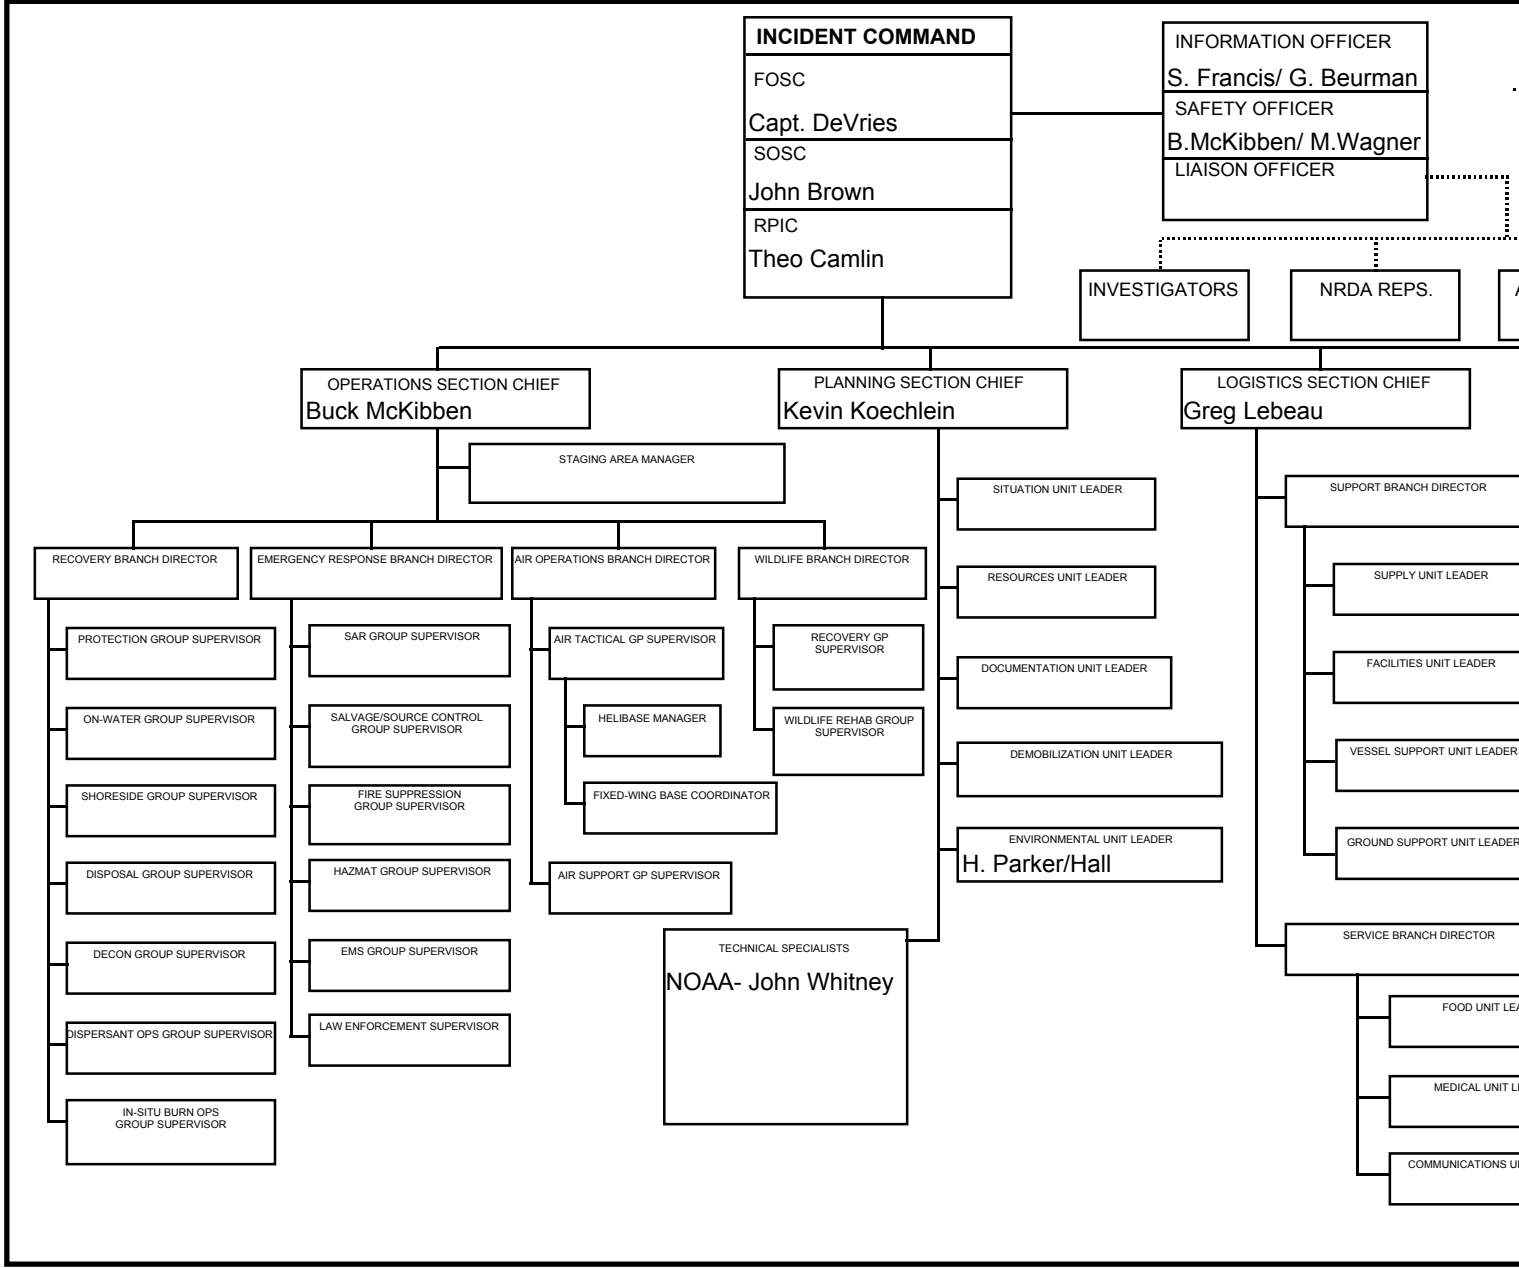 INCIDENT COMMAND
FOSC
Capt. DeVries
SOSC
John Brown
RPIC
Theo Camlin
INFORMATION OFFICER
S. Francis/ G. Beurman
SAFETY OFFICER
B.McKibben/ M.Wagner
LIAISON OFFICER
INVESTIGATORS
NRDA REPS.
OPERATIONS SECTION CHIEF
Buck McKibben
PLANNING SECTION CHIEF
Kevin Koechlein
LOGISTICS SECTION CHIEF
Greg Lebeau
STAGING AREA MANAGER
RECOVERY BRANCH DIRECTOR
EMERGENCY RESPONSE BRANCH DIRECTOR
AIR OPERATIONS BRANCH DIRECTOR
WILDLIFE BRANCH DIRECTOR
PROTECTION GROUP SUPERVISOR
ON-WATER GROUP SUPERVISOR
SHORESIDE GROUP SUPERVISOR
DISPOSAL GROUP SUPERVISOR
DECON GROUP SUPERVISOR
DISPERSANT OPS GROUP SUPERVISOR
IN-SITU BURN OPS
GROUP SUPERVISOR
SAR GROUP SUPERVISOR
SALVAGE/SOURCE CONTROL
GROUP SUPERVISOR
FIRE SUPPRESSION
GROUP SUPERVISOR
HAZMAT GROUP SUPERVISOR
EMS GROUP SUPERVISOR
LAW ENFORCEMENT SUPERVISOR
AIR TACTICAL GP SUPERVISOR
HELIBASE MANAGER
FIXED-WING BASE COORDINATOR
AIR SUPPORT GP SUPERVISOR
RECOVERY GP
SUPERVISOR
WILDLIFE REHAB GROUP
SUPERVISOR
SITUATION UNIT LEADER
RESOURCES UNIT LEADER
DOCUMENTATION UNIT LEADER
DEMOBILIZATION UNIT LEADER
ENVIRONMENTAL UNIT LEADER
H. Parker/Hall
TECHNICAL SPECIALISTS
NOAA- John Whitney
SUPPORT BRANCH DIRECTOR
SUPPLY UNIT LEADER
FACILITIES UNIT LEADER
VESSEL SUPPORT UNIT LEADER
GROUND SUPPORT UNIT LEADER
SERVICE BRANCH DIRECTOR
FOOD UNIT
MEDICAL UNIT
COMMUNICATIONS